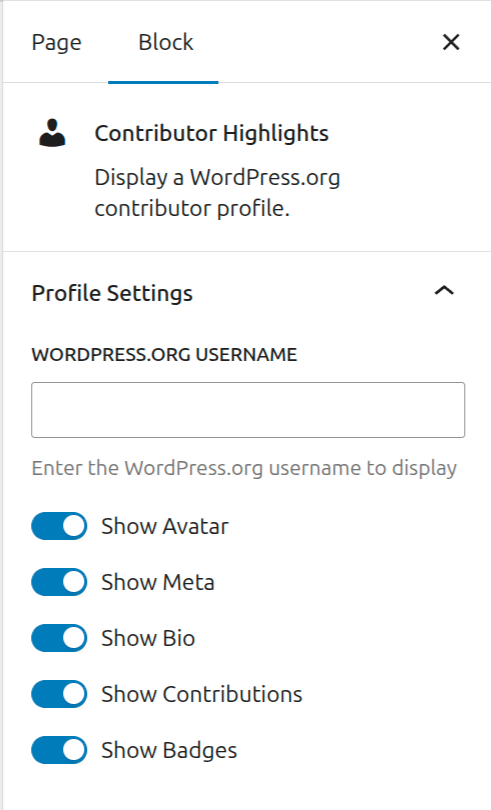 Page Block
Contributor Highlights
Display a WordPress.org
contributor profile.
Profile Settings
WORDPRESS.ORG USERNAME
Enter the WordPress.org username to display
Show Avatar
Show Meta
Show Bio
Show Contributions
Show Badges